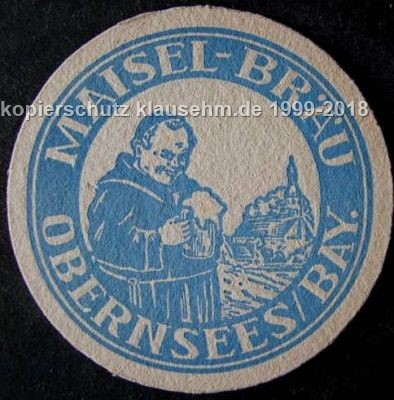 MAISEL-BRÄU
kopierschutz klausehm.de 1999-2018
OBERNSEES/BAY.